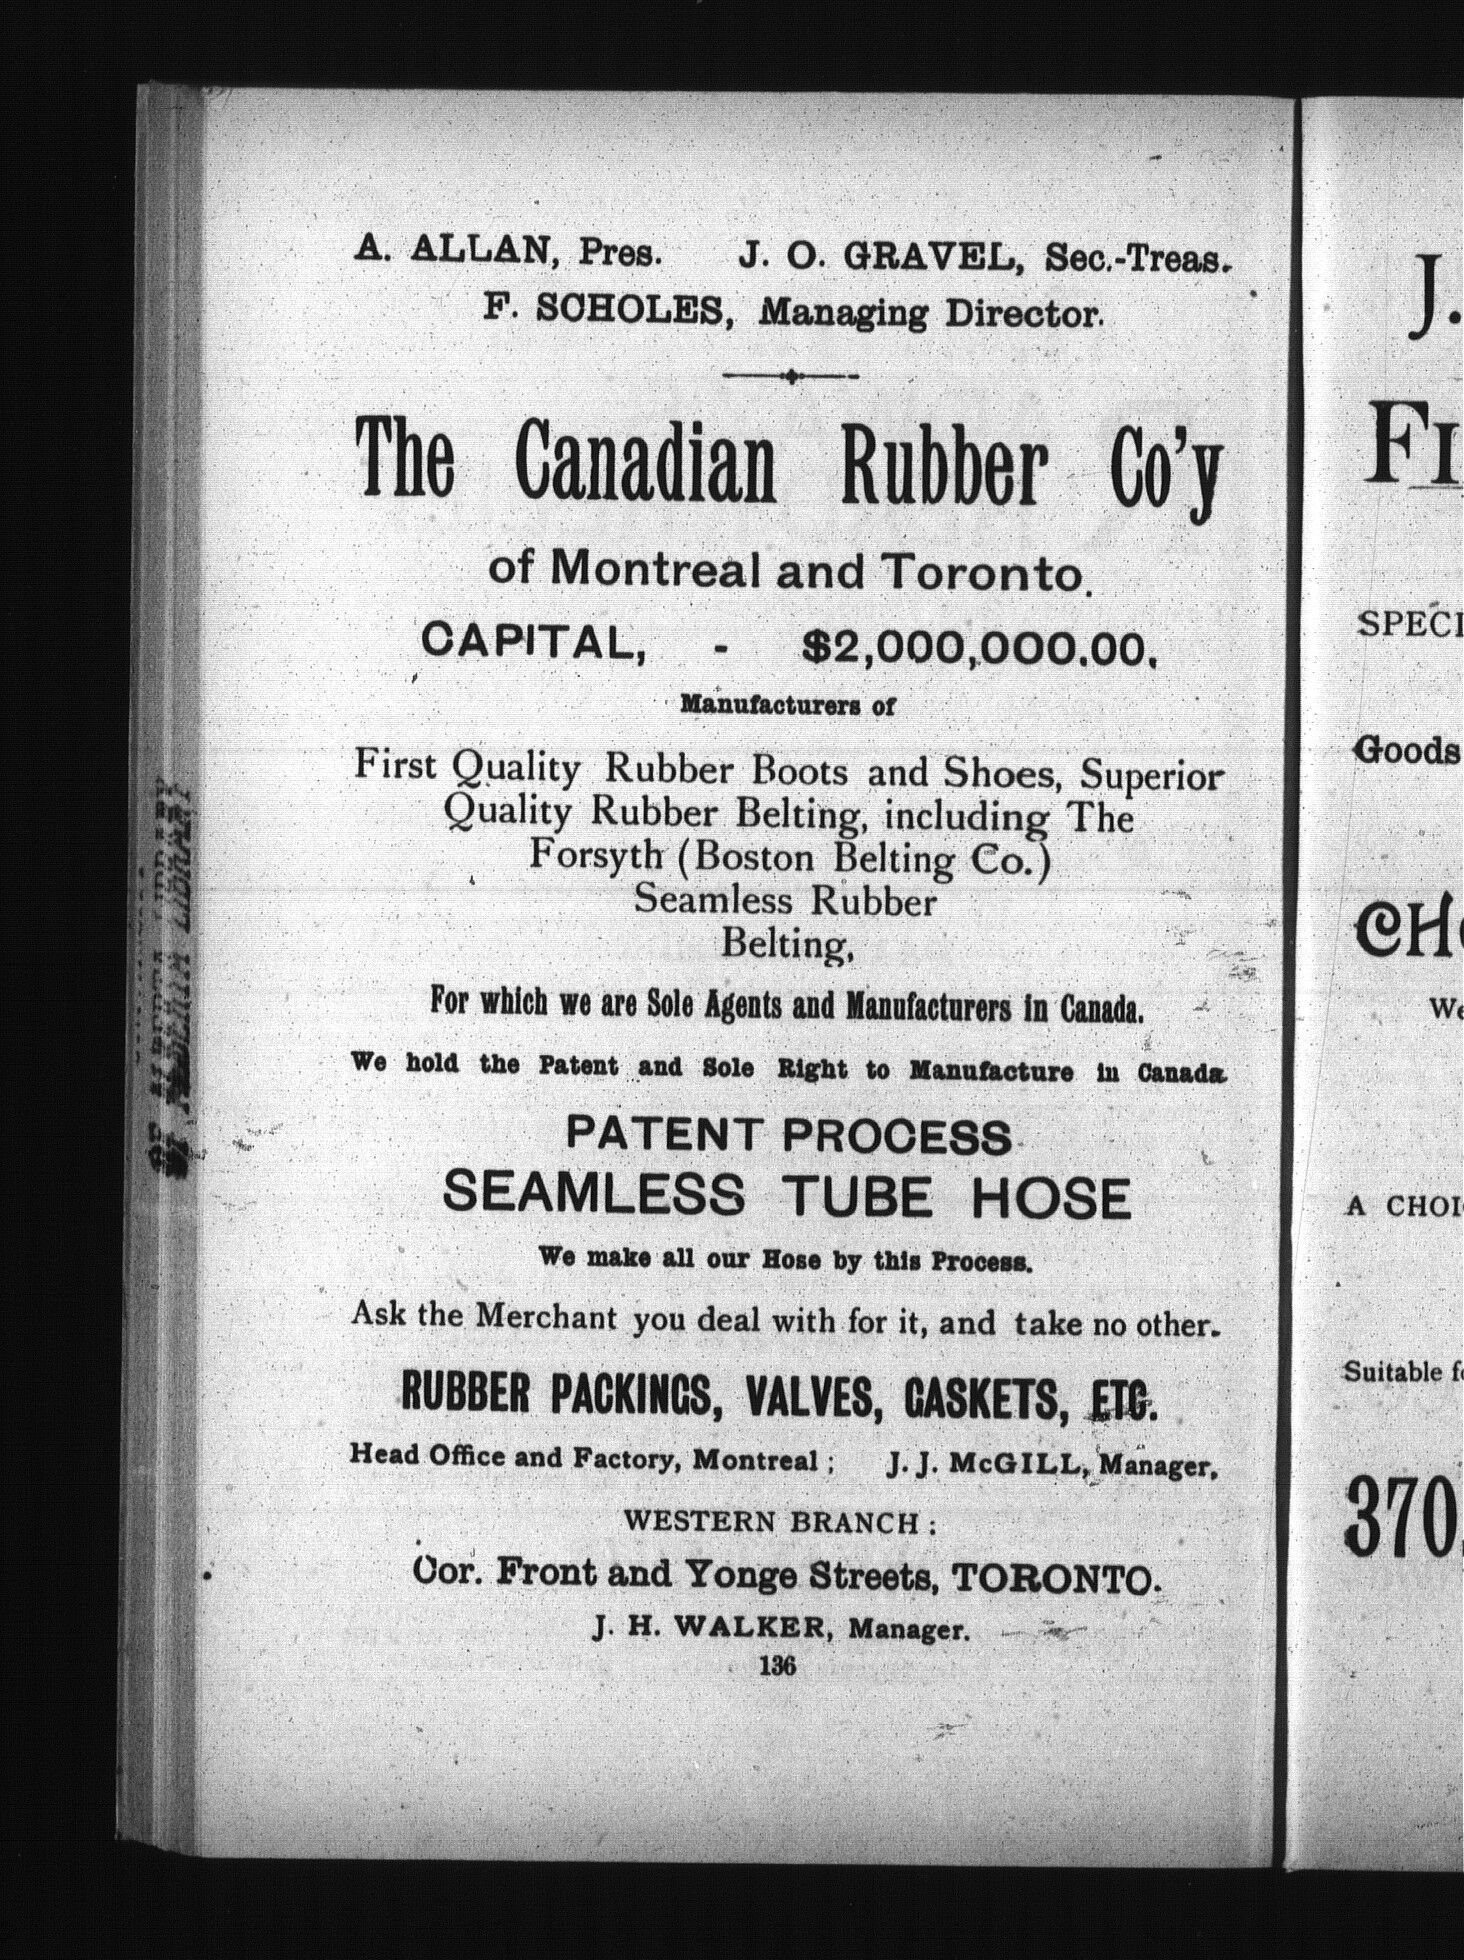 A. ALLAN, Pres. J. O. GRAVEL, Sec.-Treas.
F. SCHOLES, Managing Director.
The Canadian Rubber Co'y
of Montreal and Toronto.
CAPITAL, - $2,000,000.00.
Manufacturers of
First Quality Rubber Boots and Shoes, Superior
Quality Rubber Belting, including The
Forsyth (Boston Belting Co.)
Seamless Rubber
Belting,
For which we are Sole Agents and Manufacturers in Canada.
We hold the Patent and Sole Right to Manufacture in Canada.
PATENT PROCESS
SEAMLESS TUBE HOSE
We make all our Hose by this Process.
Ask the Merchant you deal with for it, and take no other.
RUBBER PACKINGS, VALVES, GASKETS, ETC.
Head Office and Factory, Montreal ; J. J. McGILL, Manager,
WESTERN BRANCH :
Cor. Front and Yonge Streets, TORONTO.
J. H. WALKER, Manager.
136
J.
FI
SPECI
Goods
CHO
We
A CHOI
Suitable fo
370